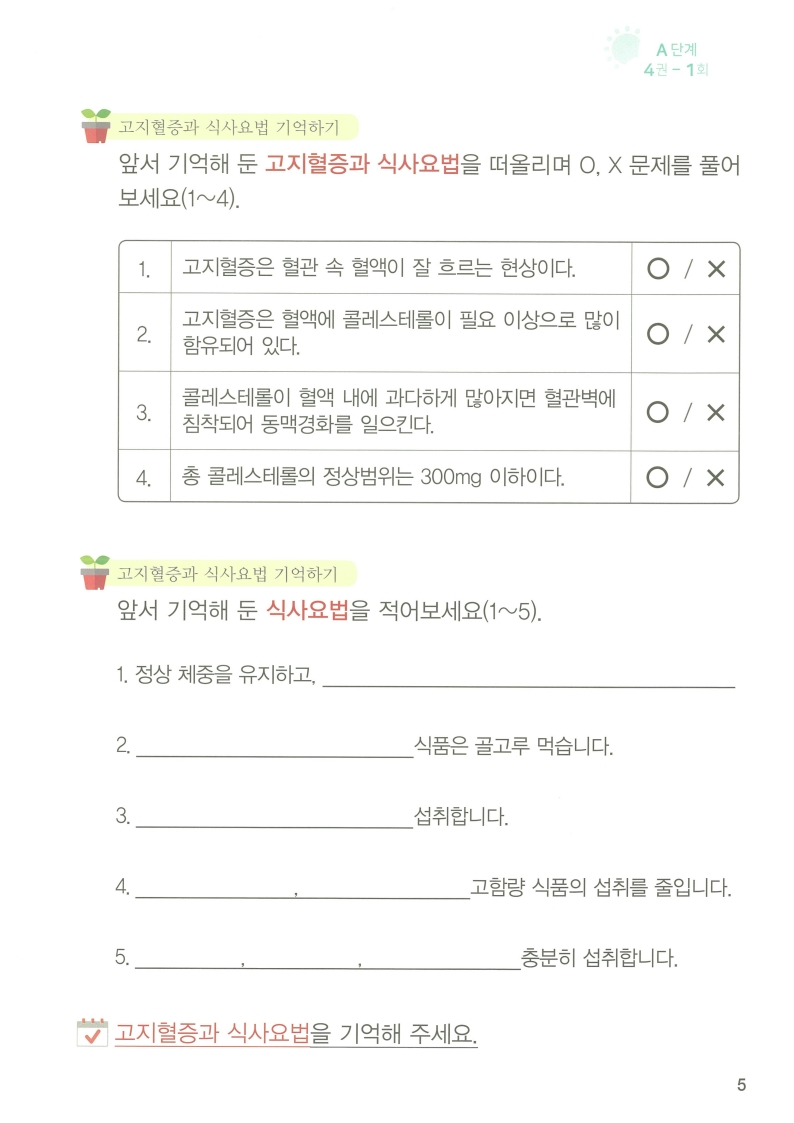 A단계
4권 - 1회
고지혈증과 식사요법 기억하기
앞서 기억해 둔 고지혈증과 식사요법을 떠올리며 O, X 문제를 풀어
보세요(1~4).
1. 고지혈증은 혈관 속 혈액이 잘 흐르는 현상이다. O / X
2. 고지혈증은 혈액에 콜레스테롤이 필요 이상으로 많이
함유되어 있다. O / X
3. 콜레스테롤이 혈액 내에 과다하게 많아지면 혈관벽에
침착되어 동맥경화를 일으킨다. O / X
4. 총 콜레스테롤의 정상범위는 300mg 이하이다. O / X
고지혈증과 식사요법 기억하기
앞서 기억해 둔 식사요법을 적어보세요(1~5).
1. 정상 체중을 유지하고,
2. 식품은 골고루 먹습니다.
3. 섭취합니다.
4. , 고함량 식품의 섭취를 줄입니다.
5. , , 충분히 섭취합니다.
고지혈증과 식사요법을 기억해 주세요.
5